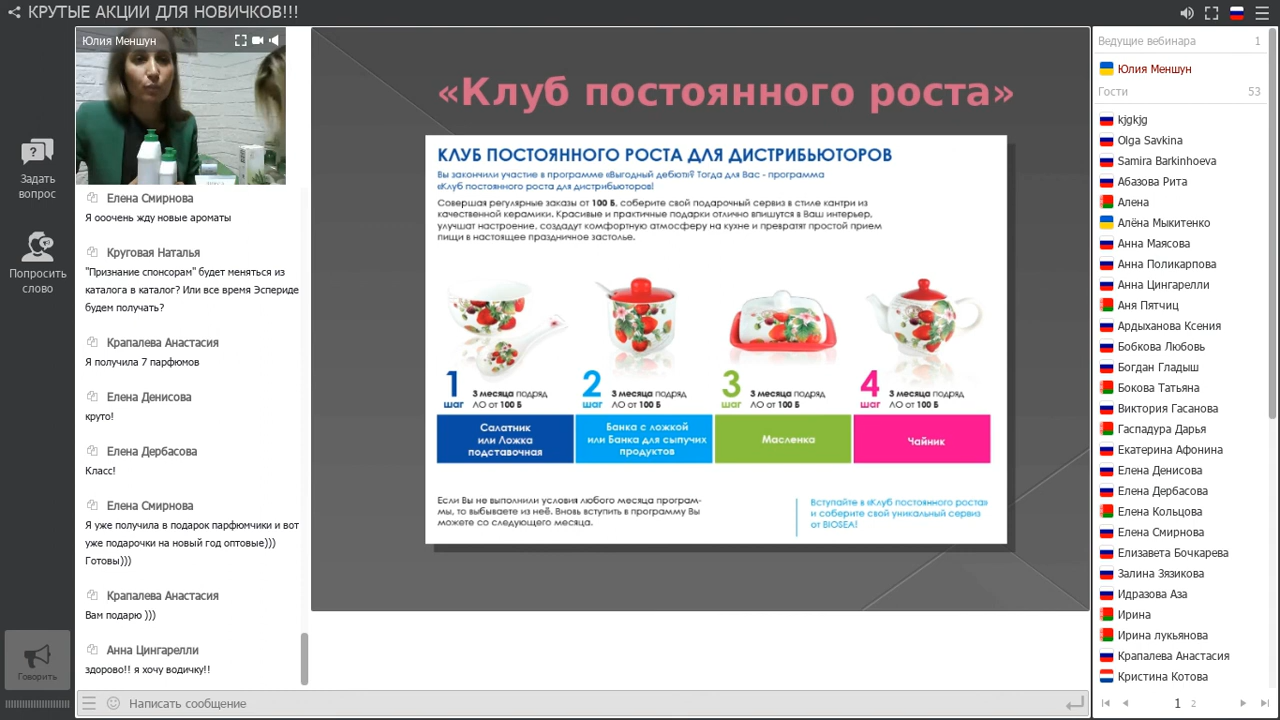 КРУТЫЕ АКЦИИ ДЛЯ НОВИЧКОВ!!!
Задать
вопрос
Попросить
слово
Говорить
Юлия Меншун
Елена Смирнова
Я ооочень жду новые ароматы
Круговая Наталья
"Признание спонсорам" будет меняться из
каталога в каталог? Или все время Эспериде
будем получать?
Крапалева Анастасия
Я получила 7 парфюмов
Елена Денисова
круто!
Елена Дербасова
Класс!
Елена Смирнова
Я уже получила в подарок парфюмчики и вот
уже подарочки на новый год оптовые)))
Готовы)))
Крапалева Анастасия
Вам подарю )))
Анна Цингарелли
здорово!! я хочу водичку!!
Написать сообщение
«Клуб постоянного роста»
КЛУБ ПОСТОЯННОГО РОСТА ДЛЯ ДИСТРИБЬЮТОРОВ
Вы закончили участие в программе «Выгодный дебют»? Тогда для Вас - программа
«Клуб постоянного роста для дистрибьюторов!
Совершая регулярные заказы от 100 Б, соберите свой подарочный сервиз в стиле кантри из
качественной керамики. Красивые и практичные подарки отлично впишутся в Ваш интерьер,
улучшат настроение, создадут комфортную атмосферу на кухне и превратят простой прием
пищи в настоящее праздничное застолье.
1 шаг 3 месяца подряд ЛО от 100 Б
2 шаг 3 месяца подряд ЛО от 100 Б
3 шаг 3 месяца подряд ЛО от 100 Б
4 шаг 3 месяца подряд ЛО от 100 Б
Салатник
или Ложка
подставочная
Банка с ложкой
или Банка для сыпучих
продуктов
Масленка
Чайник
Если Вы не выполнили условия любого месяца програм-
мы, то выбываете из неё. Вновь вступить в программу Вы
можете со следующего месяца.
Вступайте в «Клуб постоянного роста»
и соберите свой уникальный сервиз
от BIOSEA!
Ведущие вебинара 1
Юлия Меншун
Гости 53
kjgkjg
Olga Savkina
Samira Barkinhoeva
Абазова Рита
Алена
Алёна Мыкитенко
Анна Маясова
Анна Поликарпова
Анна Цингарелли
Аня Пятчиц
Ардыханова Ксения
Бобкова Любовь
Богдан Гладыш
Бокова Татьяна
Виктория Гасанова
Гаспадура Дарья
Екатерина Афонина
Елена Денисова
Елена Дербасова
Елена Кольцова
Елена Смирнова
Елизавета Бочкарева
Залина Зязикова
Идразова Аза
Ирина
Ирина лукьянова
Крапалева Анастасия
Кристина Котова
1 2